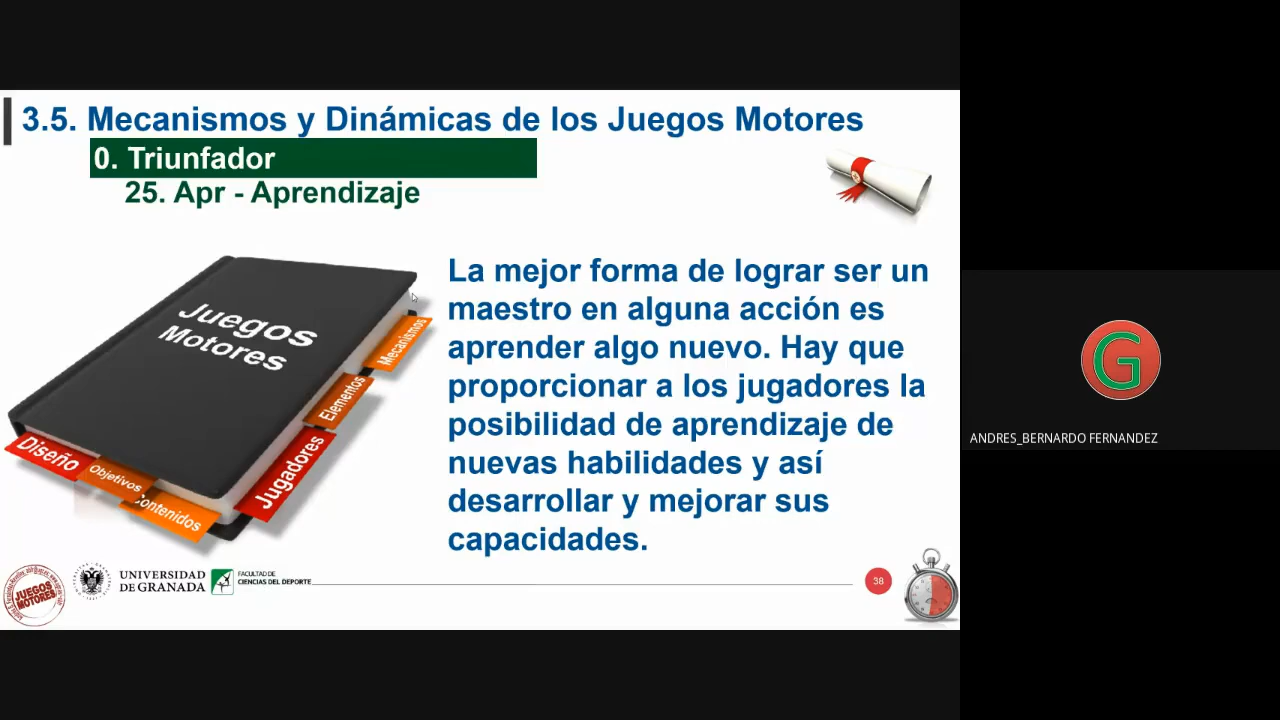 3.5. Mecanismos y Dinámicas de los Juegos Motores
0. Triunfador
25. Apr - Aprendizaje
La mejor forma de lograr ser un
maestro en alguna acción es
aprender algo nuevo. Hay que
proporcionar a los jugadores la
posibilidad de aprendizaje de
nuevas habilidades y así
desarrollar y mejorar sus
capacidades.
Juegos
Motores
Mecanismos
Elementos
Jugadores
Diseño
Objetivos
Contenidos
JUEGOS
MOTORES
UNIVERSIDAD
DE GRANADA
FACULTAD DE
CIENCIAS DEL DEPORTE
38
G
ANDRES_BERNARDO FERNANDEZ